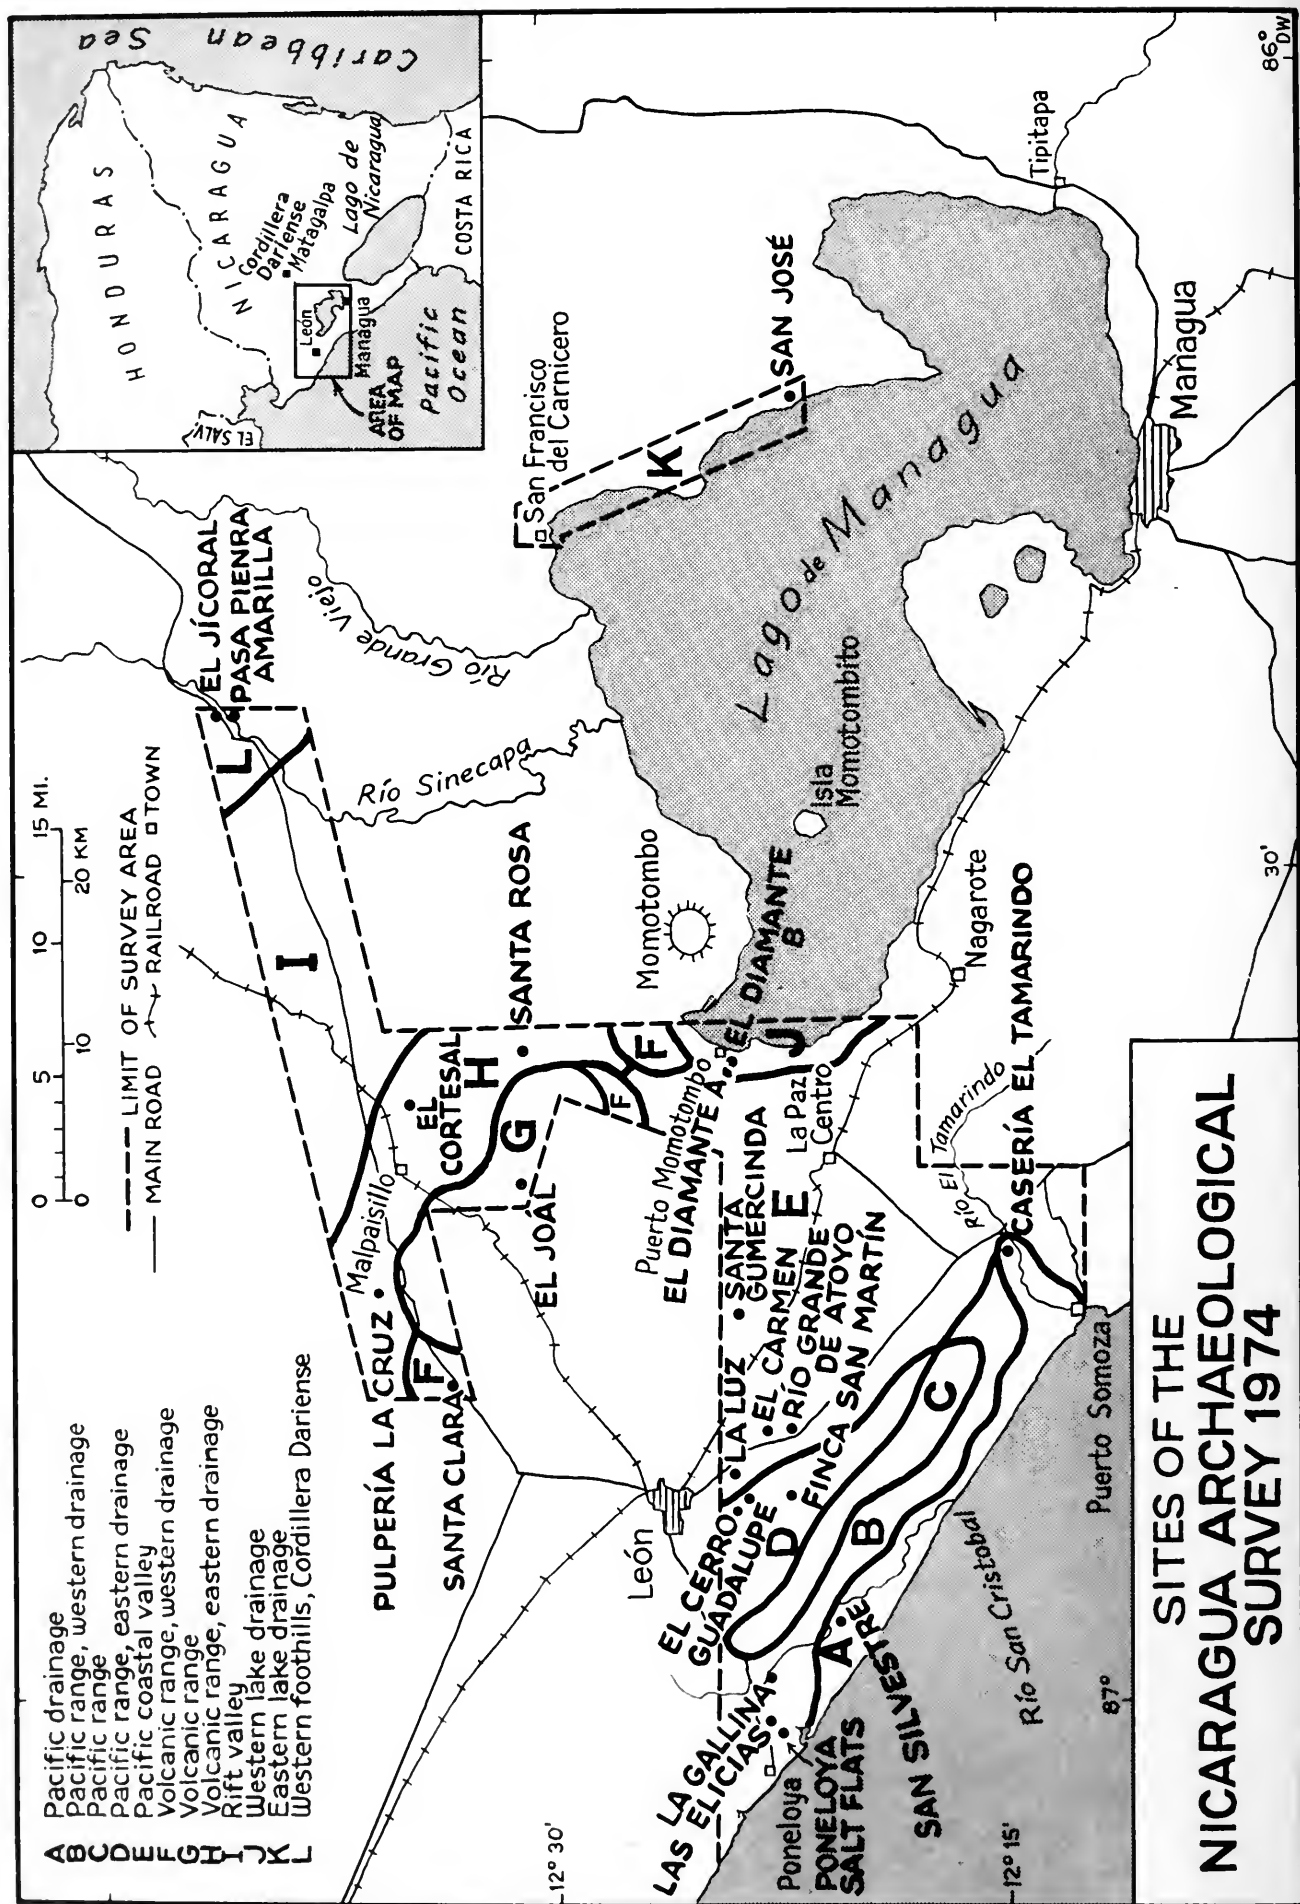 A Pacific drainage
B Pacific range, western drainage
C Pacific range
D Pacific range, eastern drainage
E Pacific coastal valley
F Volcanic range, western drainage
G Volcanic range
H Volcanic range, eastern drainage
I Rift valley
J Western lake drainage
K Eastern lake drainage
L Western foothills, Cordillera Dariense
0 5 10 15 MI.
0 10 20 KM
LIMIT OF SURVEY AREA
MAIN ROAD RAILROAD TOWN
HONDURAS
NICARAGUA
Caribbean
Sea
EL SALV.
Cordillera
Dariense
Matagalpa
León
Managua
Lago de
Nicaragua
COSTA RICA
AREA
OF MAP
Pacific
Ocean
EL JÍCORAL
PASA PIENRA
AMARILLA
L
I
Río Grande Viejo
Río Sinecapa
PULPERÍA LA CRUZ
Malpaisillo
EL
CORTESAL
H
SANTA ROSA
F
SANTA CLARA
G
EL JOÁL
F
F
12° 30'
San Francisco
del Carnicero
K
SAN JOSÉ
Momotombo
Puerto Momotombo
EL DIAMANTE A
EL DIAMANTE
B
J
Isla
Momotombito
Lago de Managua
León
LA LUZ
SANTA
GUMERCINDA
EL CARMEN
RÍO GRANDE
DE ATOYO
FINCA SAN MARTÍN
E
La Paz
Centro
Nagarote
EL CERRO
GUADALUPE
D
B
C
A
LA GALLINA
LAS ELICIAS
Poneloya
PONELOYA
SALT FLATS
SAN SILVESTRE
Río San Cristobal
Río El Tamarindo
CASERÍA EL TAMARINDO
Puerto Somoza
Tipitapa
Managua
12° 15'
87°
30'
86°
DW
SITES OF THE
NICARAGUA ARCHAEOLOGICAL
SURVEY 1974